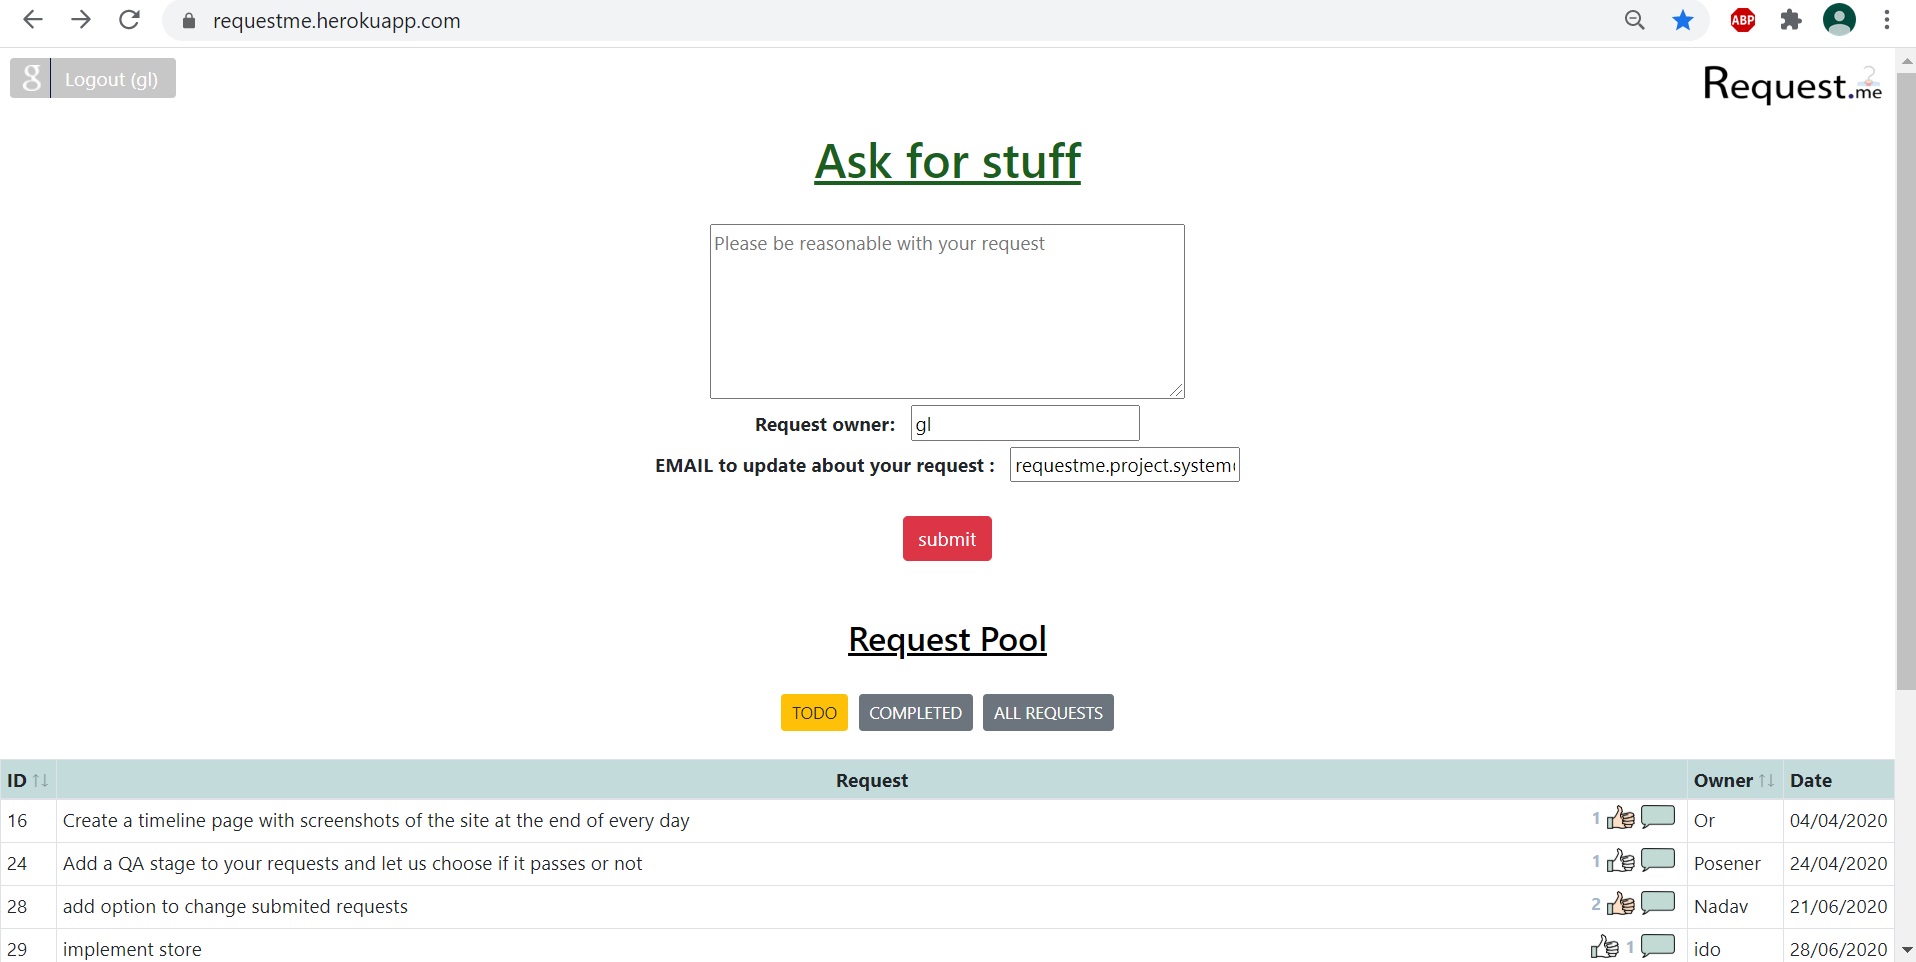 requestme.herokuapp.com
ABP
g Logout (gl)
Request.me
Ask for stuff
Please be reasonable with your request
Request owner: gl
EMAIL to update about your request : requestme.project.system
submit
Request Pool
TODO COMPLETED ALL REQUESTS
ID ↑↓ Request Owner ↑↓ Date
16 Create a timeline page with screenshots of the site at the end of every day 1 Or 04/04/2020
24 Add a QA stage to your requests and let us choose if it passes or not 1 Posener 24/04/2020
28 add option to change submited requests 2 Nadav 21/06/2020
29 implement store 1 ido 28/06/2020